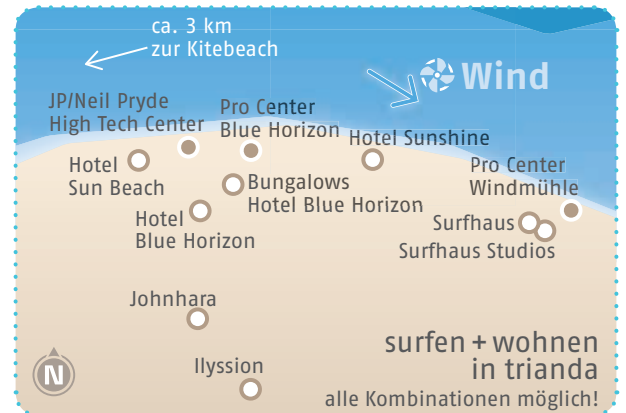 ca. 3 km
zur Kitebeach
Wind
JP/Neil Pryde
High Tech Center
Pro Center
Blue Horizon
Hotel Sunshine
Hotel
Sun Beach
Bungalows
Hotel Blue Horizon
Pro Center
Windmühle
Hotel
Blue Horizon
Surfhaus
Surfhaus Studios
Johnhara
Ilyssion
surfen + wohnen
in trianda
alle Kombinationen möglich!
N